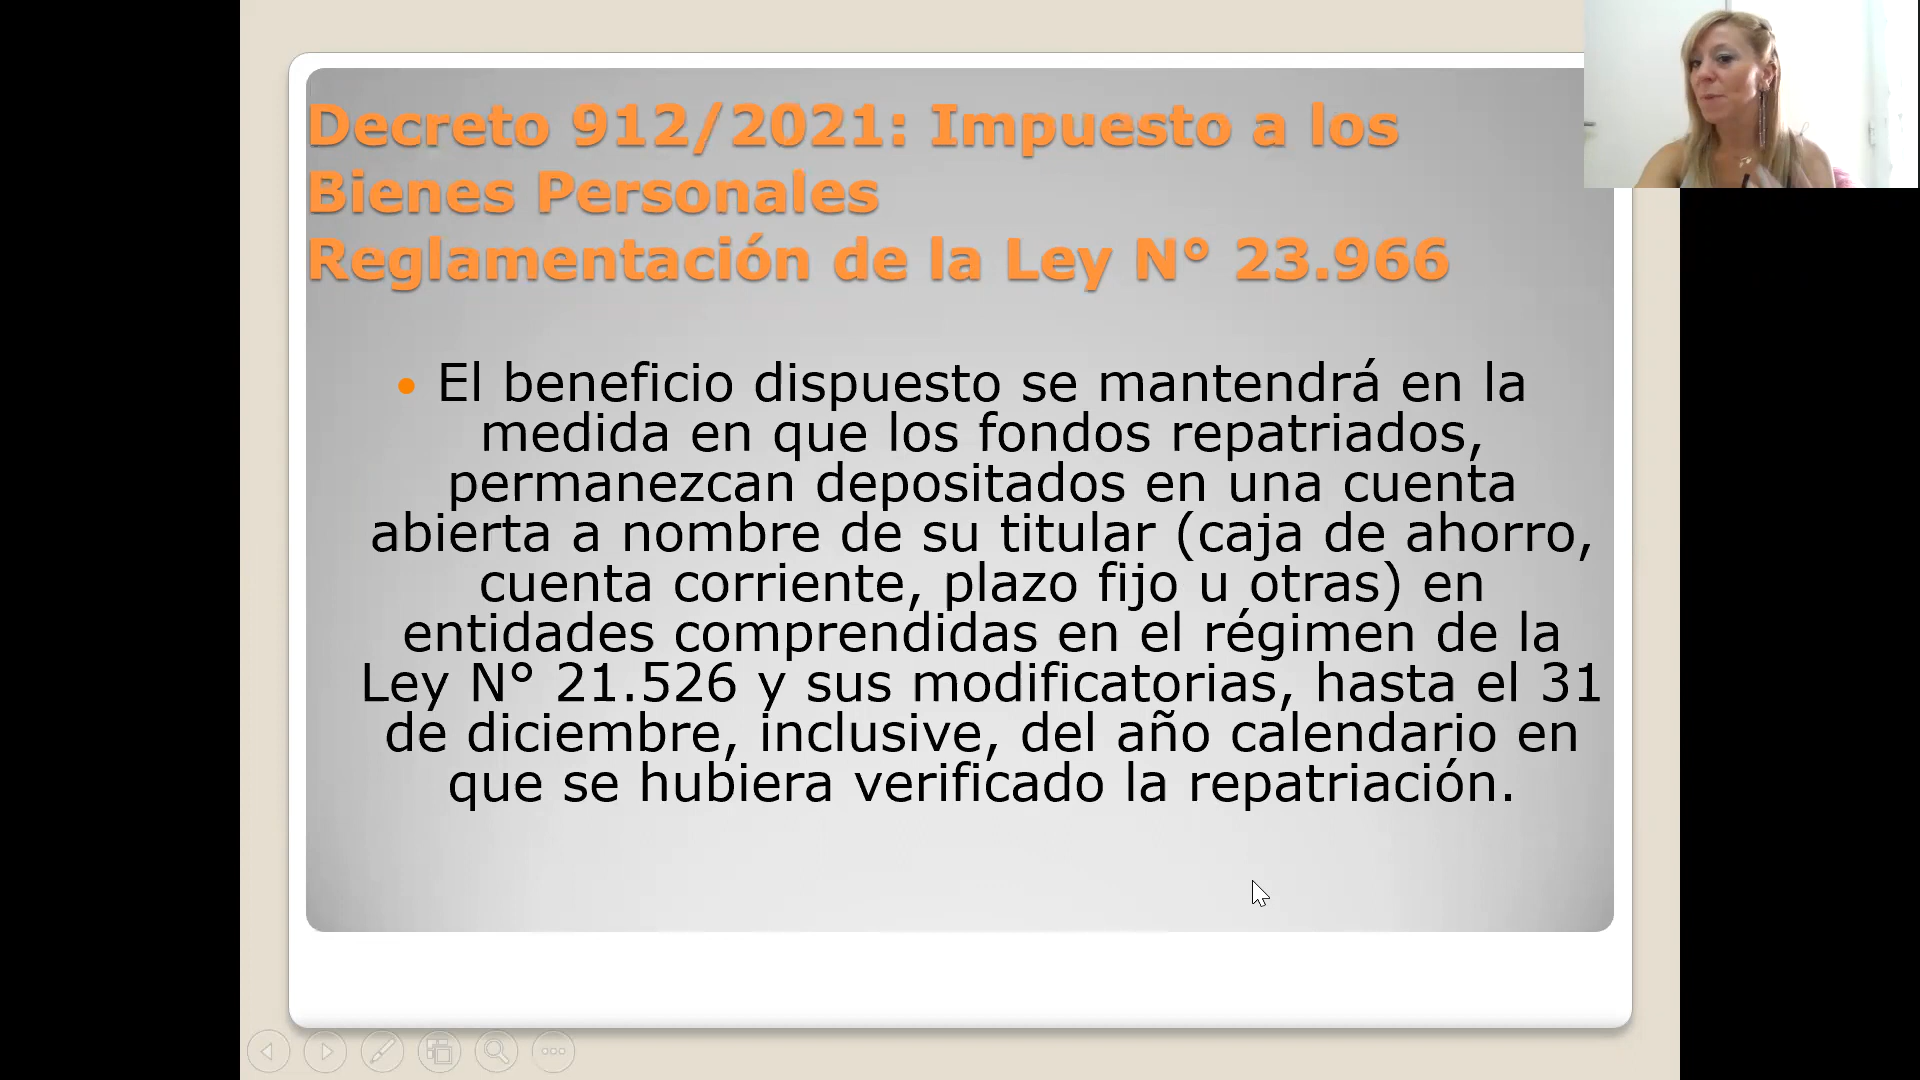 Decreto 912/2021: Impuesto a los
Bienes Personales
Reglamentación de la Ley N° 23.966
• El beneficio dispuesto se mantendrá en la
medida en que los fondos repatriados,
permanezcan depositados en una cuenta
abierta a nombre de su titular (caja de ahorro,
cuenta corriente, plazo fijo u otras) en
entidades comprendidas en el régimen de la
Ley N° 21.526 y sus modificatorias, hasta el 31
de diciembre, inclusive, del año calendario en
que se hubiera verificado la repatriación.